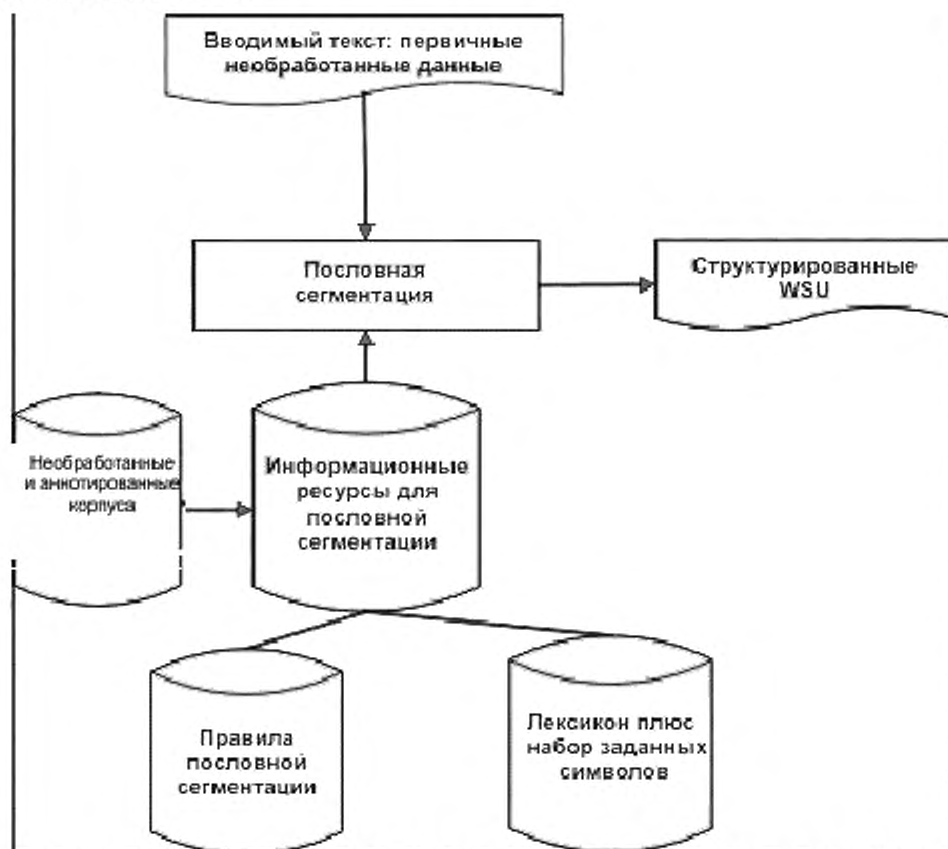 Вводимый текст: первичные
необработанные данные
Пословная
сегментация
Структурированные
WSU
Необработанные
и аннотированные
корпуса
Информационные
ресурсы для
пословной
сегментации
Правила
пословной
сегментации
Лексикон плюс
набор заданных
символов